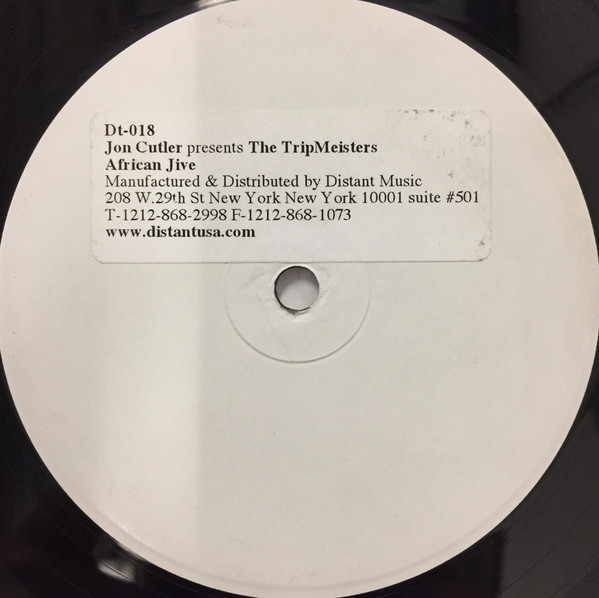 Dt-018
Jon Cutler presents The TripMeisters
African Jive
Manufactured & Distributed by Distant Music
208 W.29th St New York New York 10001 suite #501
T-1212-868-2998 F-1212-868-1073
www.distantusa.com